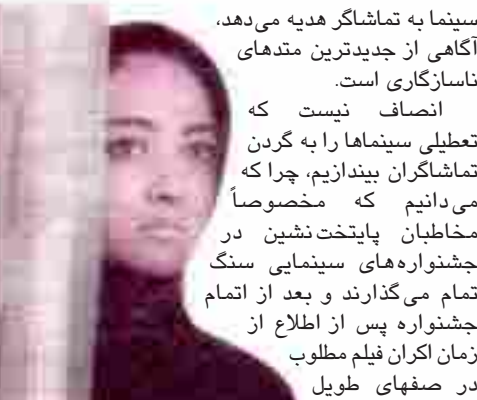 سینما به تماشاگر هدیه می‌دهد،
آگاهی از جدیدترین متدهای
ناسازگاری است.
انصاف نیست که
تعطیلی سینماها را به گردن
تماشاگران بیندازیم، چرا که
می‌دانیم که مخصوصاً
مخاطبان پایتخت‌نشین در
جشنواره‌های سینمایی سنگ
تمام می‌گذارند و بعد از اتمام
جشنواره پس از اطلاع از
زمان اکران فیلم مطلوب
در صفهای طویل